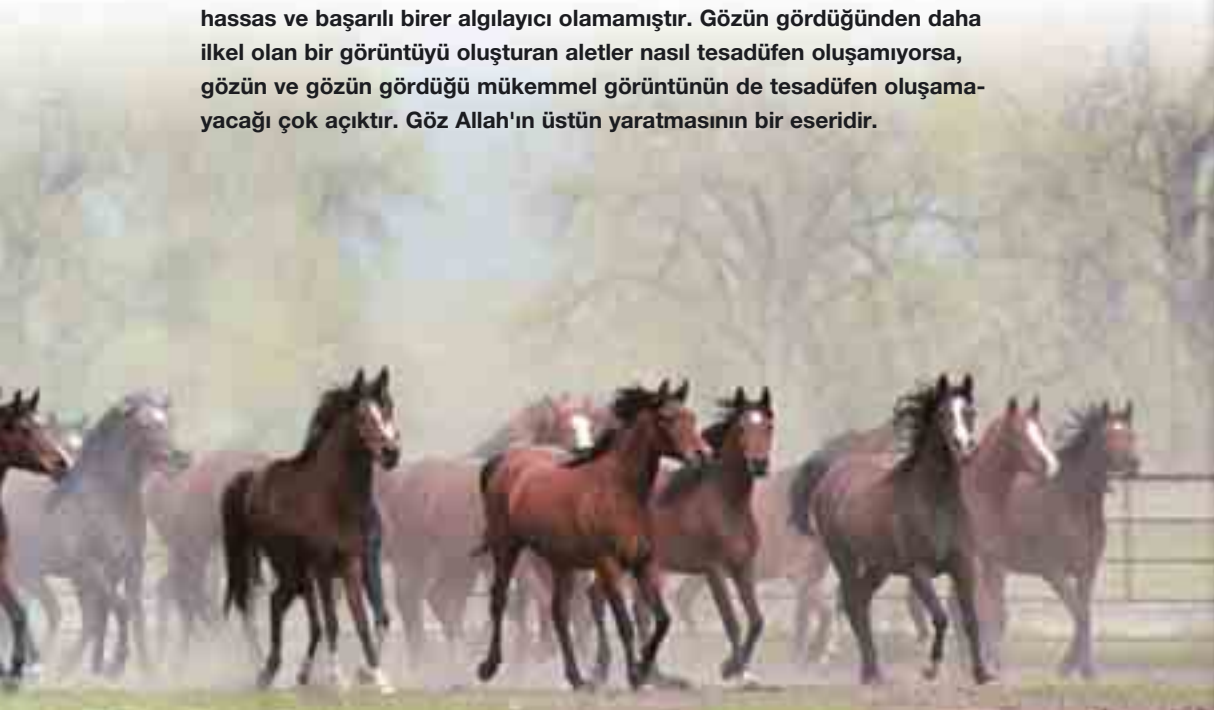 hassas ve başarılı birer algılayıcı olamamıştır. Gözün gördüğünden daha
ilkel olan bir görüntüyü oluşturan aletler nasıl tesadüfen oluşamıyorsa,
gözün ve gözün gördüğü mükemmel görüntünün de tesadüfen oluşama-
yacağı çok açıktır. Göz Allah'ın üstün yaratmasının bir eseridir.